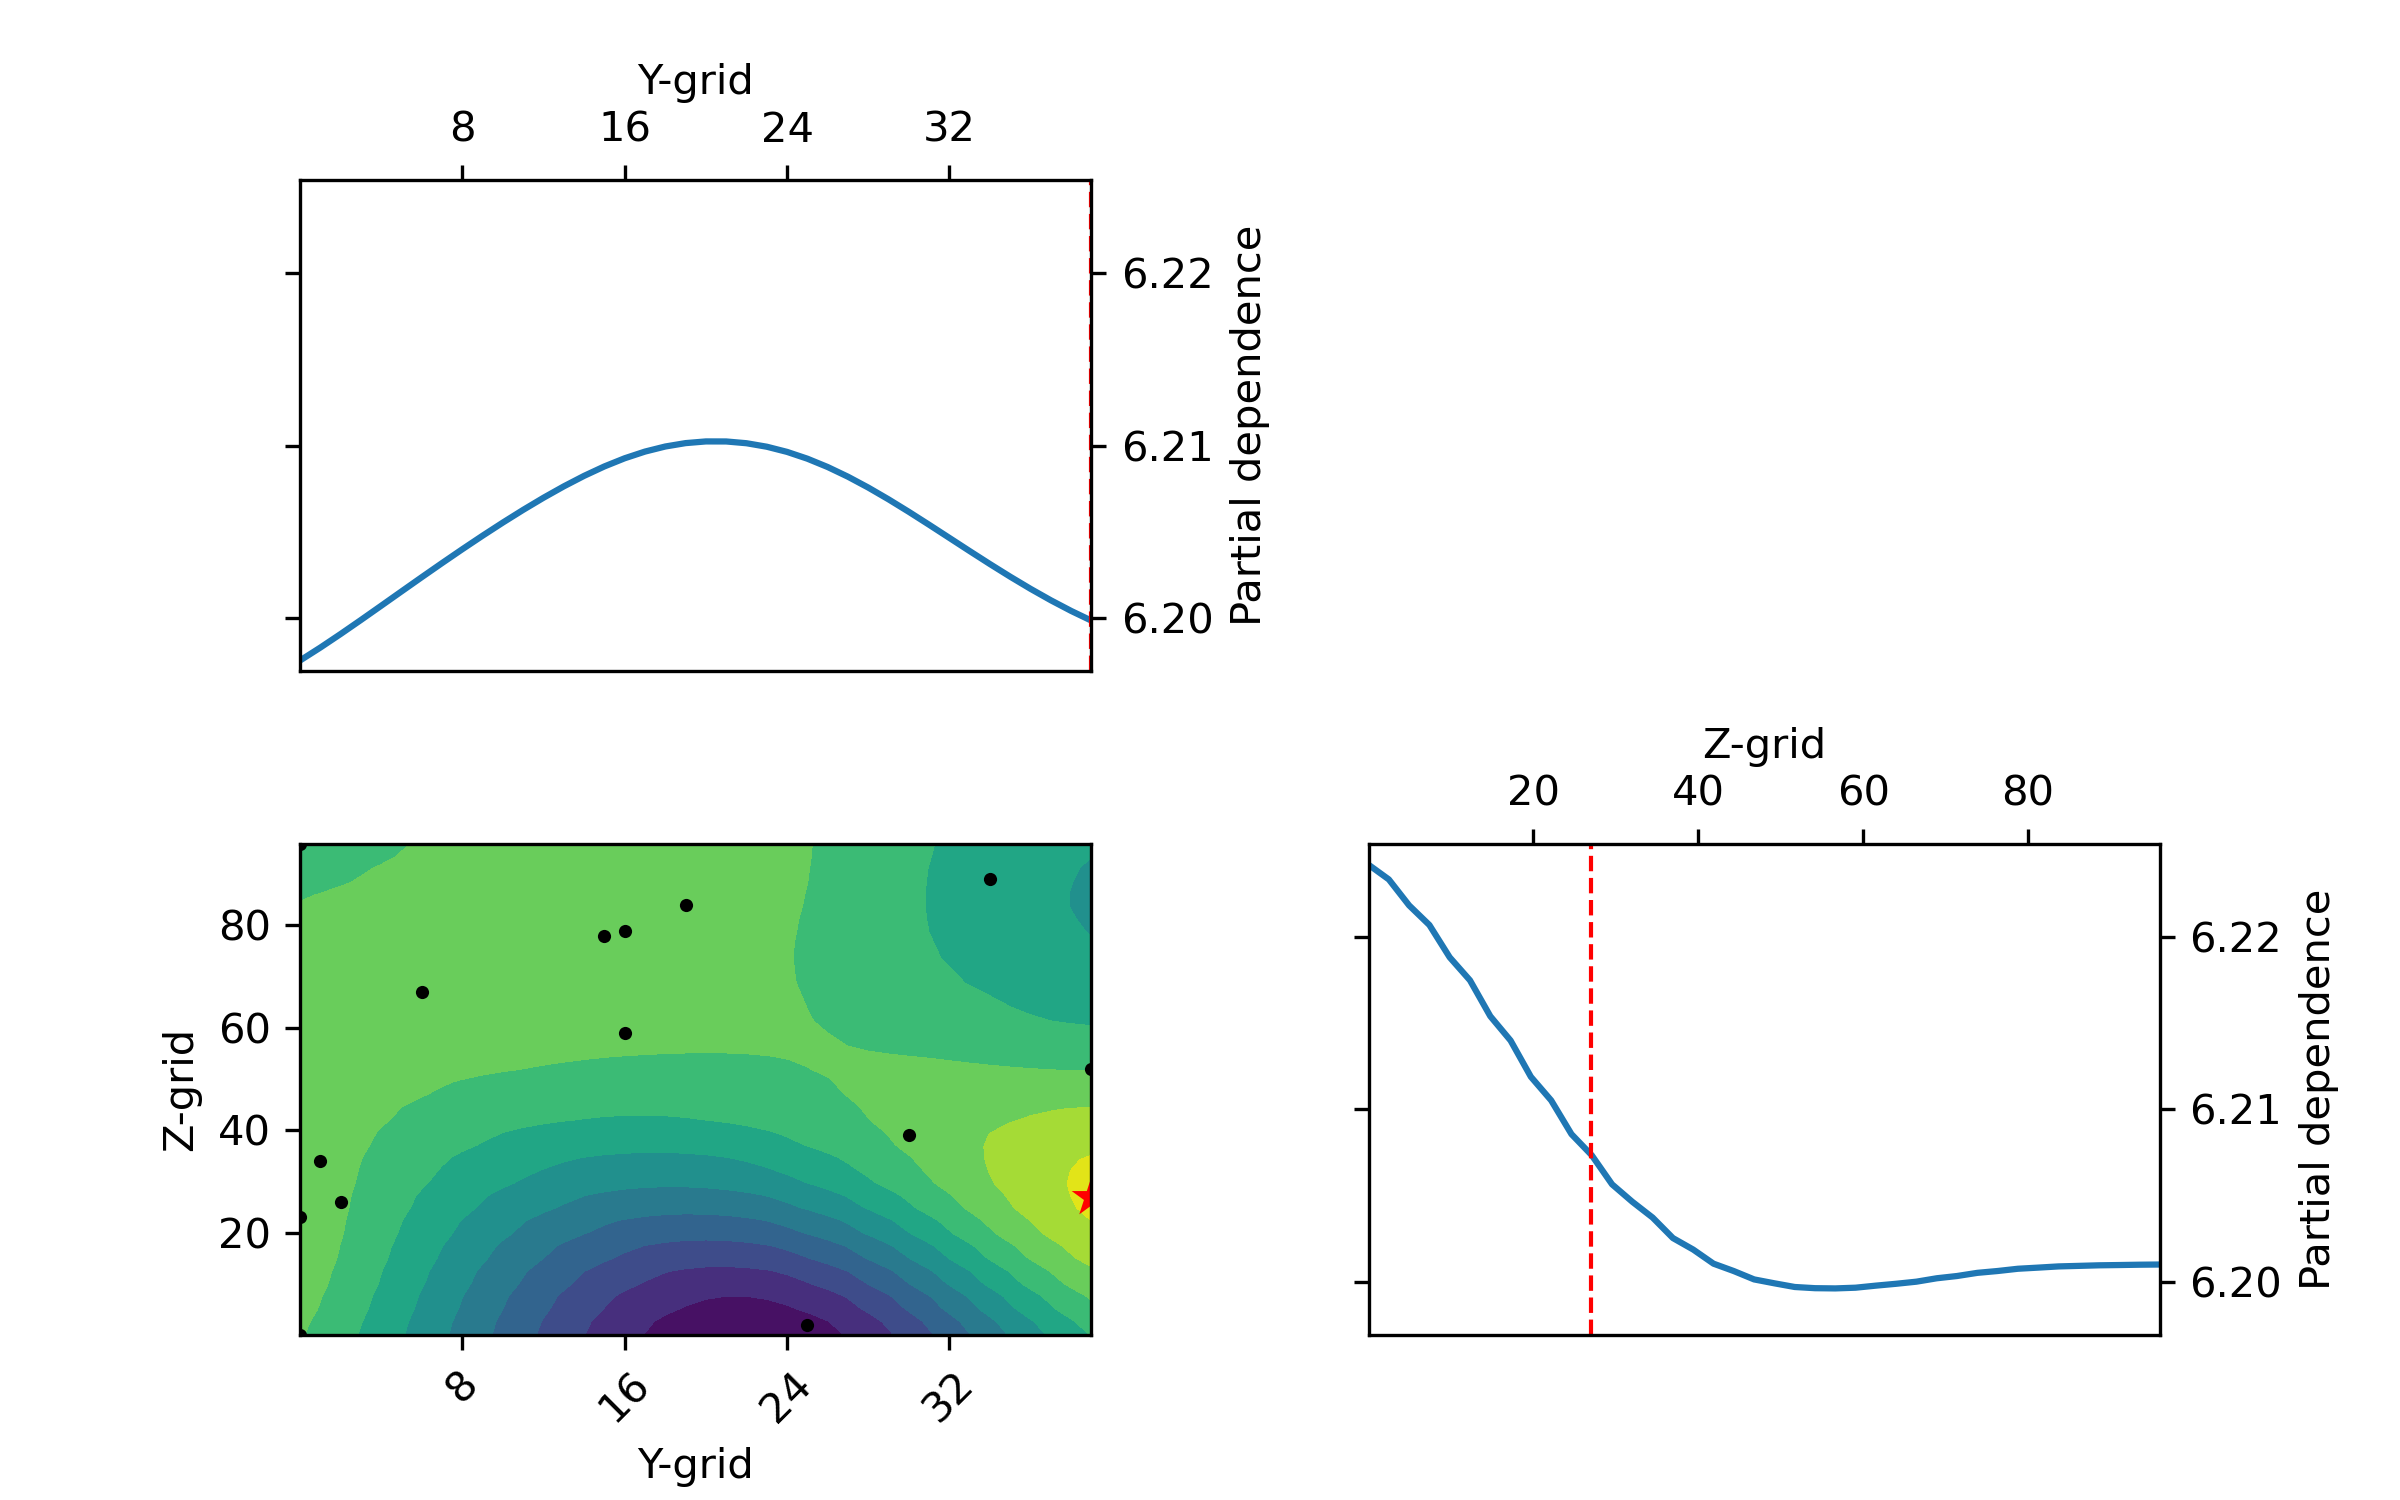 Y-grid
8 16 24 32
6.22
6.21
6.20
Partial dependence
Z-grid
20 40 60 80
6.22
6.21
6.20
Partial dependence
Z-grid
80
60
40
20
8 16 24 32
Y-grid